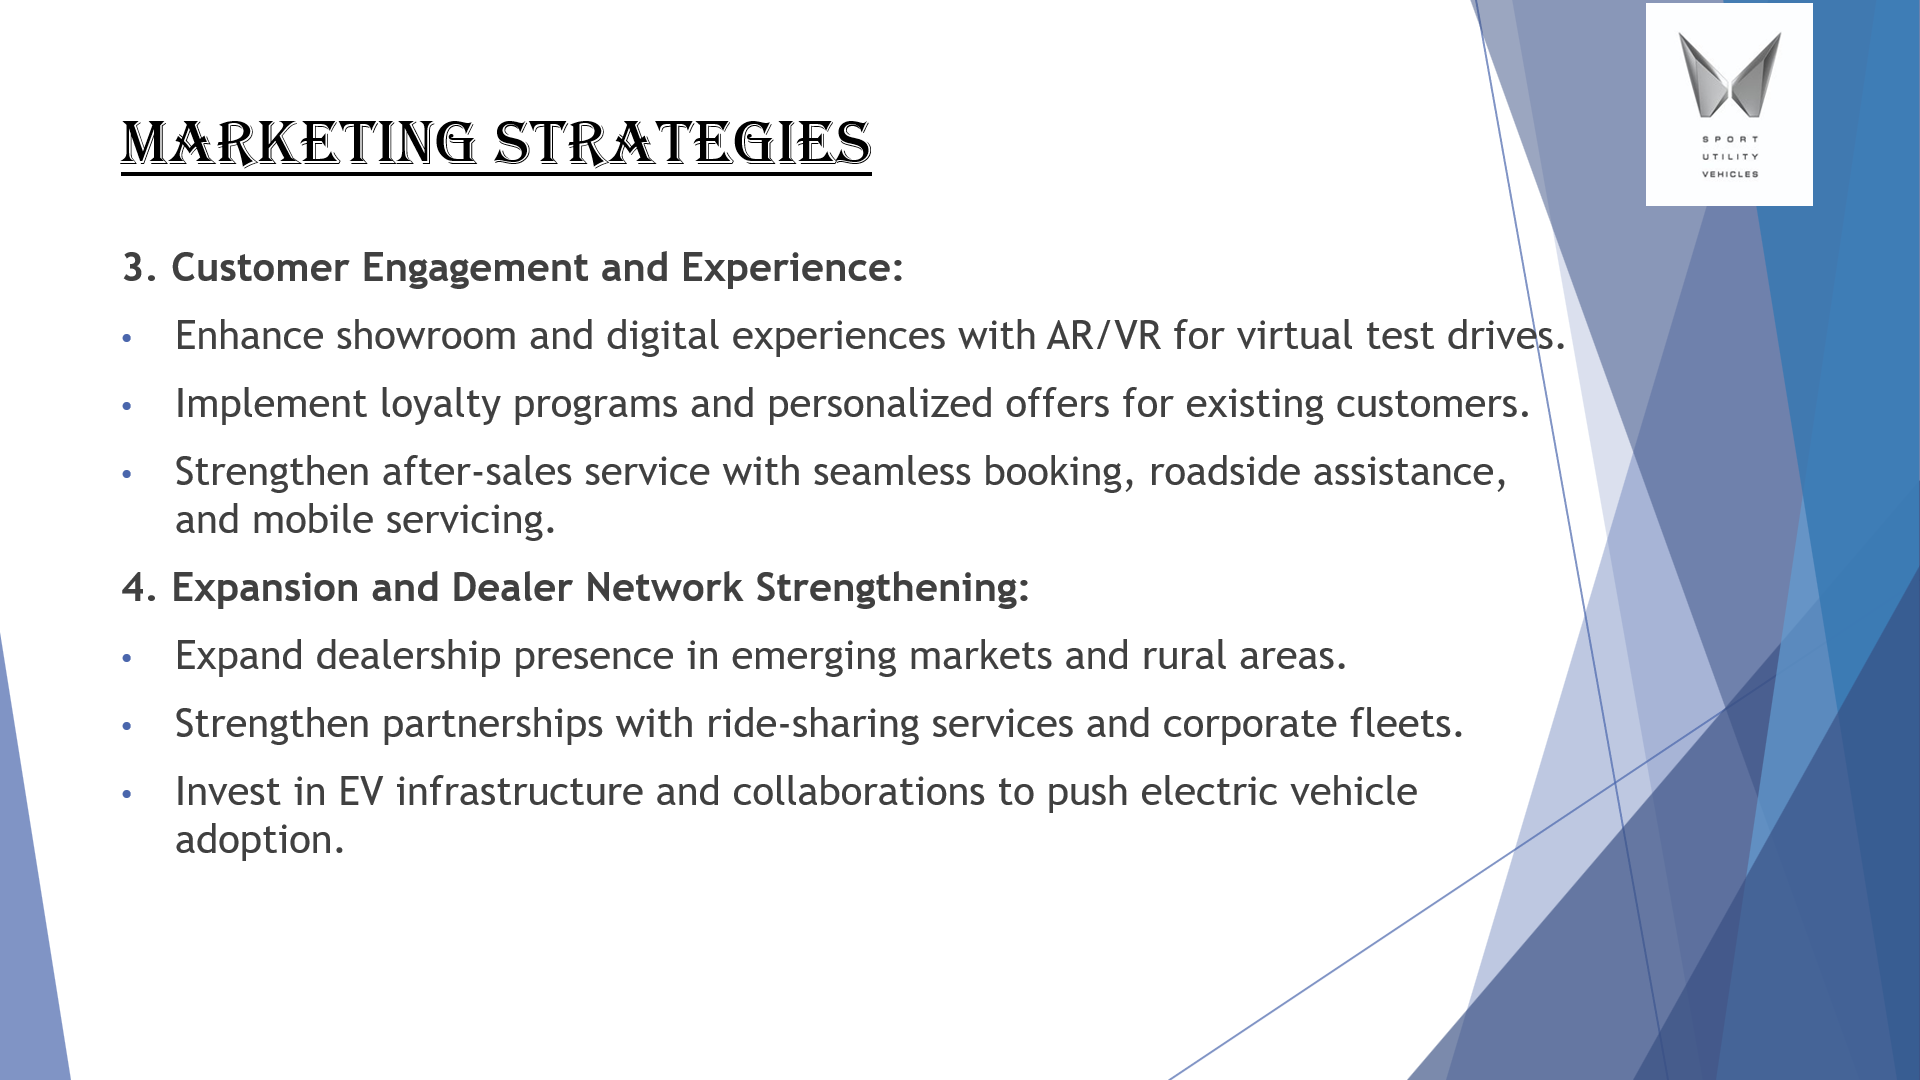 MARKETING STRATEGIES
SPORT
UTILITY
VEHICLES
3. Customer Engagement and Experience:
• Enhance showroom and digital experiences with AR/VR for virtual test drives.
• Implement loyalty programs and personalized offers for existing customers.
• Strengthen after-sales service with seamless booking, roadside assistance,
and mobile servicing.
4. Expansion and Dealer Network Strengthening:
• Expand dealership presence in emerging markets and rural areas.
• Strengthen partnerships with ride-sharing services and corporate fleets.
• Invest in EV infrastructure and collaborations to push electric vehicle
adoption.